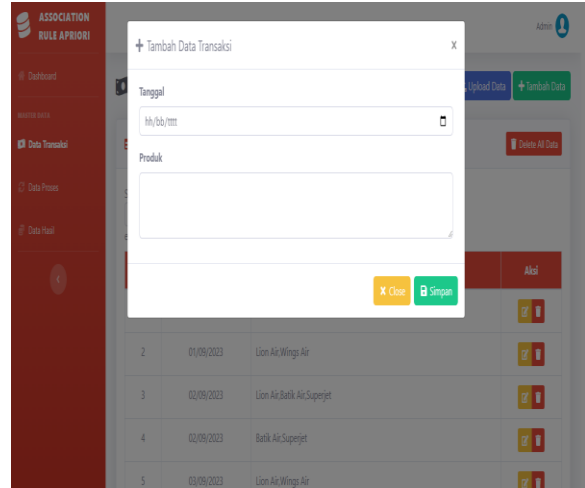 ASSOCIATION
RULE APRIORI
Admin
Dashboard
MASTER DATA
Data Transaksi
Data Proses
Data Hasil
Upload Data
Tambah Data
Delete All Data
Tambah Data Transaksi
X
Tanggal
hh/bb/tttt
Produk
Close
Simpan
Aksi
2 01/09/2023 Lion Air,Wings Air
3 02/09/2023 Lion Air,Batik Air,Superjet
4 02/09/2023 Batik Air,Superjet
5 03/09/2023 Lion Air,Wings Air